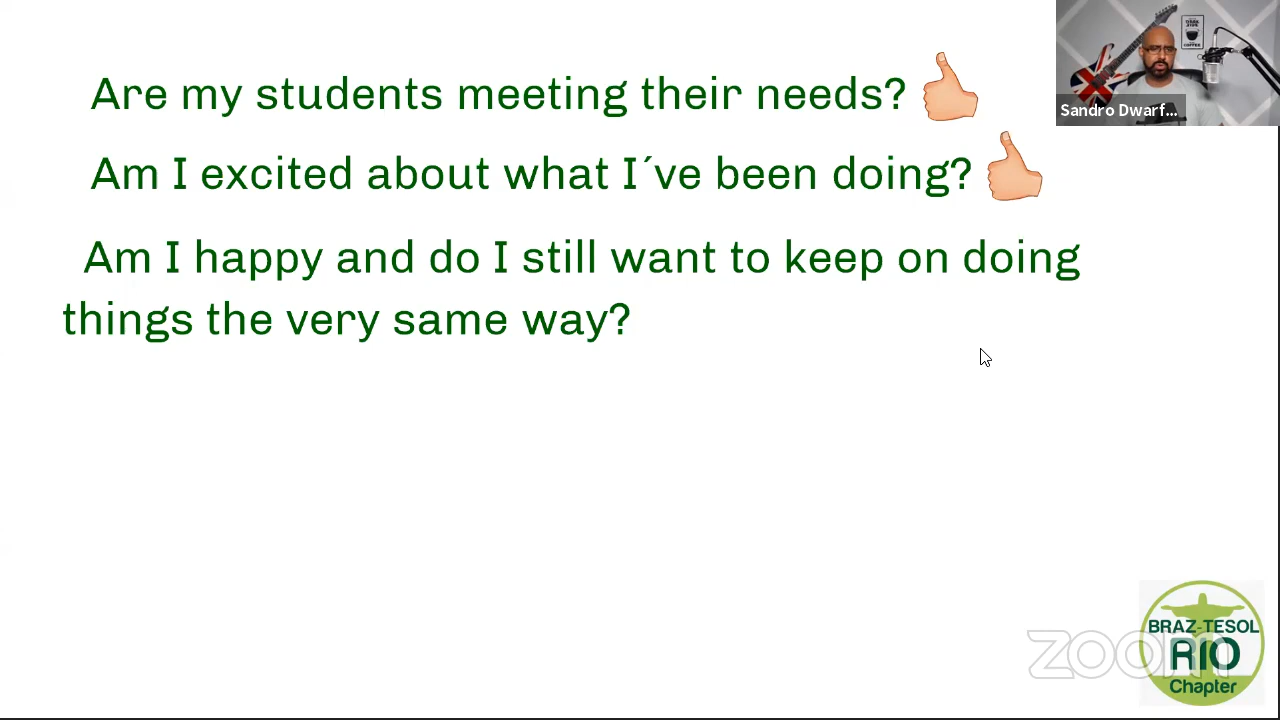 Are my students meeting their needs?
Am I excited about what I´ve been doing?
Am I happy and do I still want to keep on doing
things the very same way?
Sandro Dwarf...
BRAZ-TESOL
RIO
Chapter
zoom